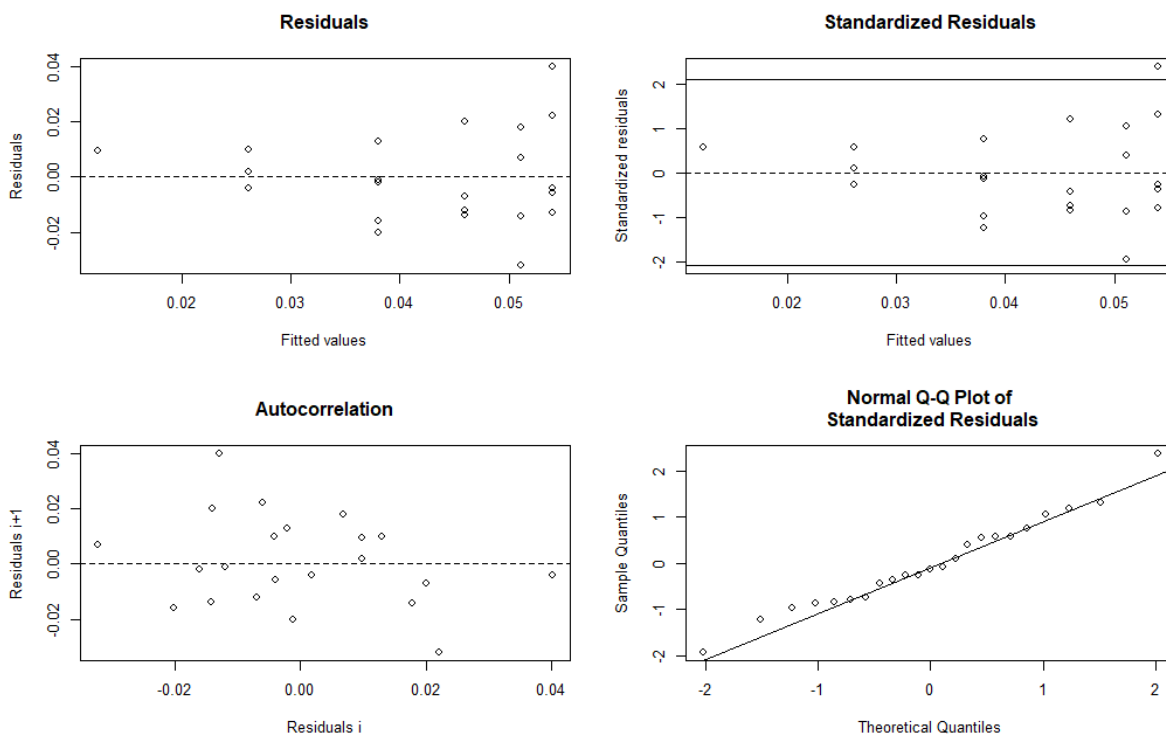 Residuals
Residuals
0.04
0.02
0.00
-0.02
0.02
0.03
0.04
0.05
Fitted values
Standardized Residuals
Standardized residuals
2
1
0
-1
-2
0.02
0.03
0.04
0.05
Fitted values
Autocorrelation
Residuals i+1
0.04
0.02
0.00
-0.02
-0.02
0.00
0.02
0.04
Residuals i
Normal Q-Q Plot of
Standardized Residuals
Sample Quantiles
2
1
0
-1
-2
-2
-1
0
1
2
Theoretical Quantiles